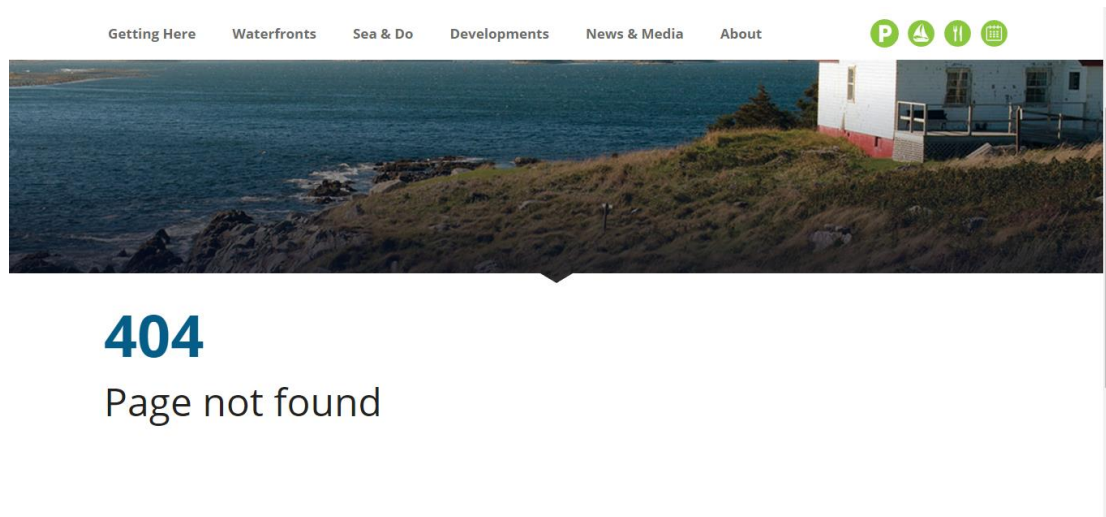 Getting Here Waterfronts Sea & Do Developments News & Media About P
404
Page not found